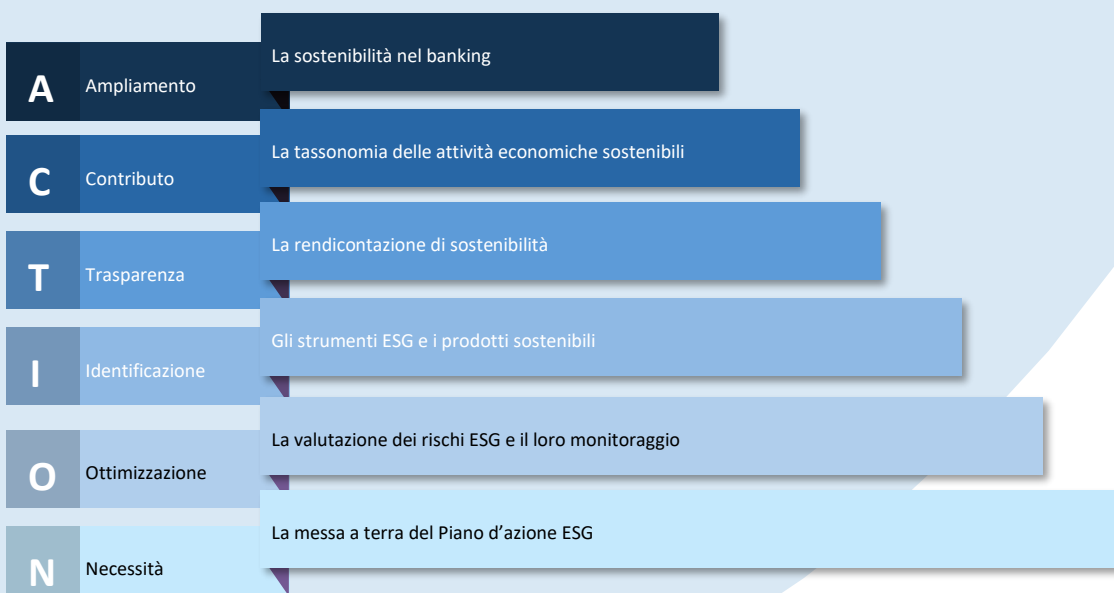 A
Ampliamento
La sostenibilità nel banking
C
Contributo
La tassonomia delle attività economiche sostenibili
T
Trasparenza
La rendicontazione di sostenibilità
I
Identificazione
Gli strumenti ESG e i prodotti sostenibili
O
Ottimizzazione
La valutazione dei rischi ESG e il loro monitoraggio
N
Necessità
La messa a terra del Piano d’azione ESG